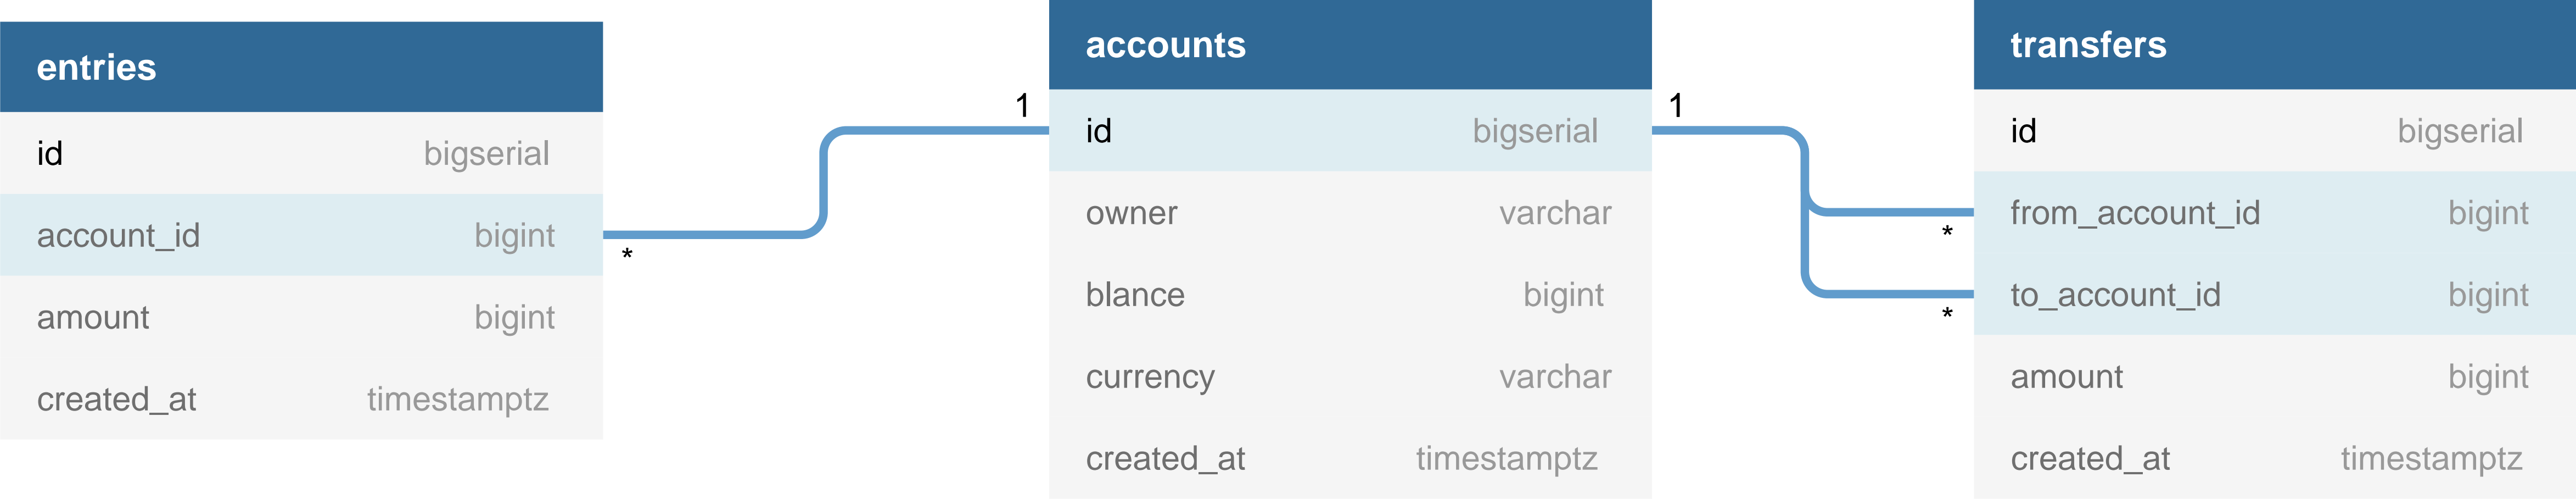 entries
id bigserial
account_id bigint
amount bigint
created_at timestamptz
*
1
accounts
id bigserial
owner varchar
blance bigint
currency varchar
created_at timestamptz
1
*
*
transfers
id bigserial
from_account_id bigint
to_account_id bigint
amount bigint
created_at timestamptz